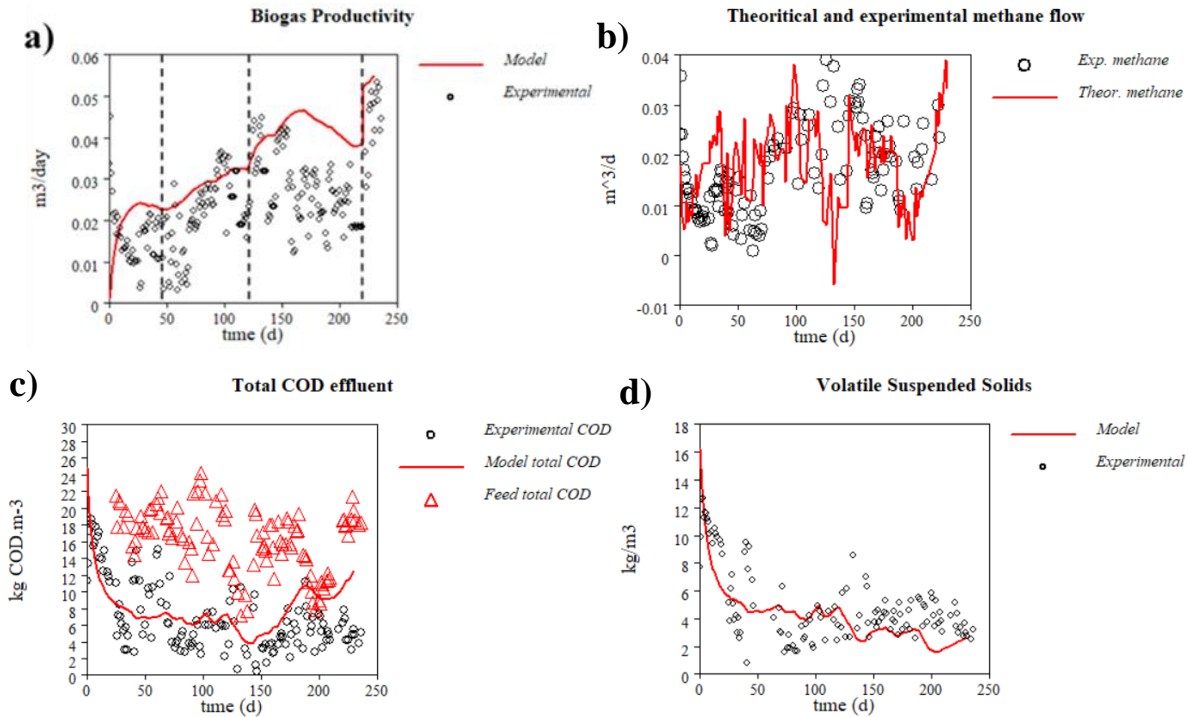 a)
Biogas Productivity
0.06
0.05
0.04
0.03
0.02
0.01
0
m3/day
0
50
100
150
200
250
tıme (d)
Model
Experimental
b)
Theoritical and experimental methane flow
0.04
0.03
0.02
0.01
0
-0.01
m^3/d
0
50
100
150
200
250
tıme (d)
Exp. methane
Theor. methane
c)
Total COD effluent
30
28
26
24
22
20
18
16
14
12
10
8
6
4
2
0
kg COD.m-3
0
50
100
150
200
250
tıme (d)
Experimental COD
Model total COD
Feed total COD
d)
Volatile Suspended Solids
18
16
14
12
10
8
6
4
2
0
kg/m3
0
50
100
150
200
250
tıme (d)
Model
Experimental